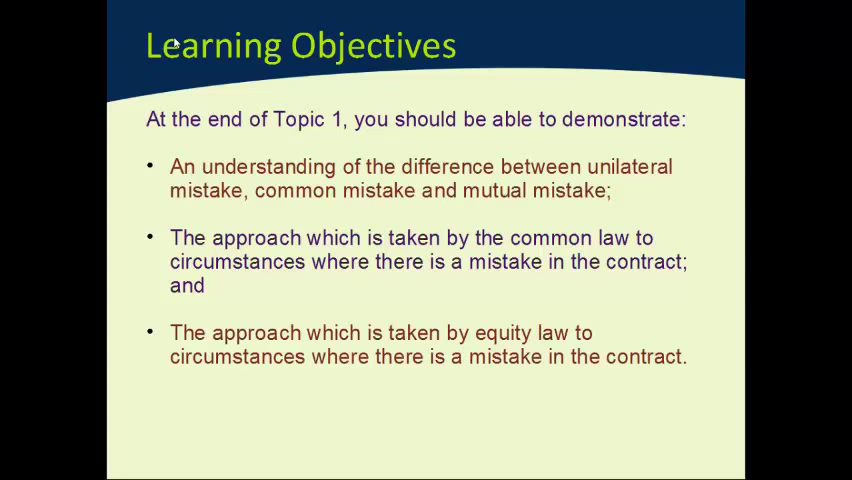 Learning Objectives
At the end of Topic 1, you should be able to demonstrate:
• An understanding of the difference between unilateral
mistake, common mistake and mutual mistake;
• The approach which is taken by the common law to
circumstances where there is a mistake in the contract;
and
• The approach which is taken by equity law to
circumstances where there is a mistake in the contract.